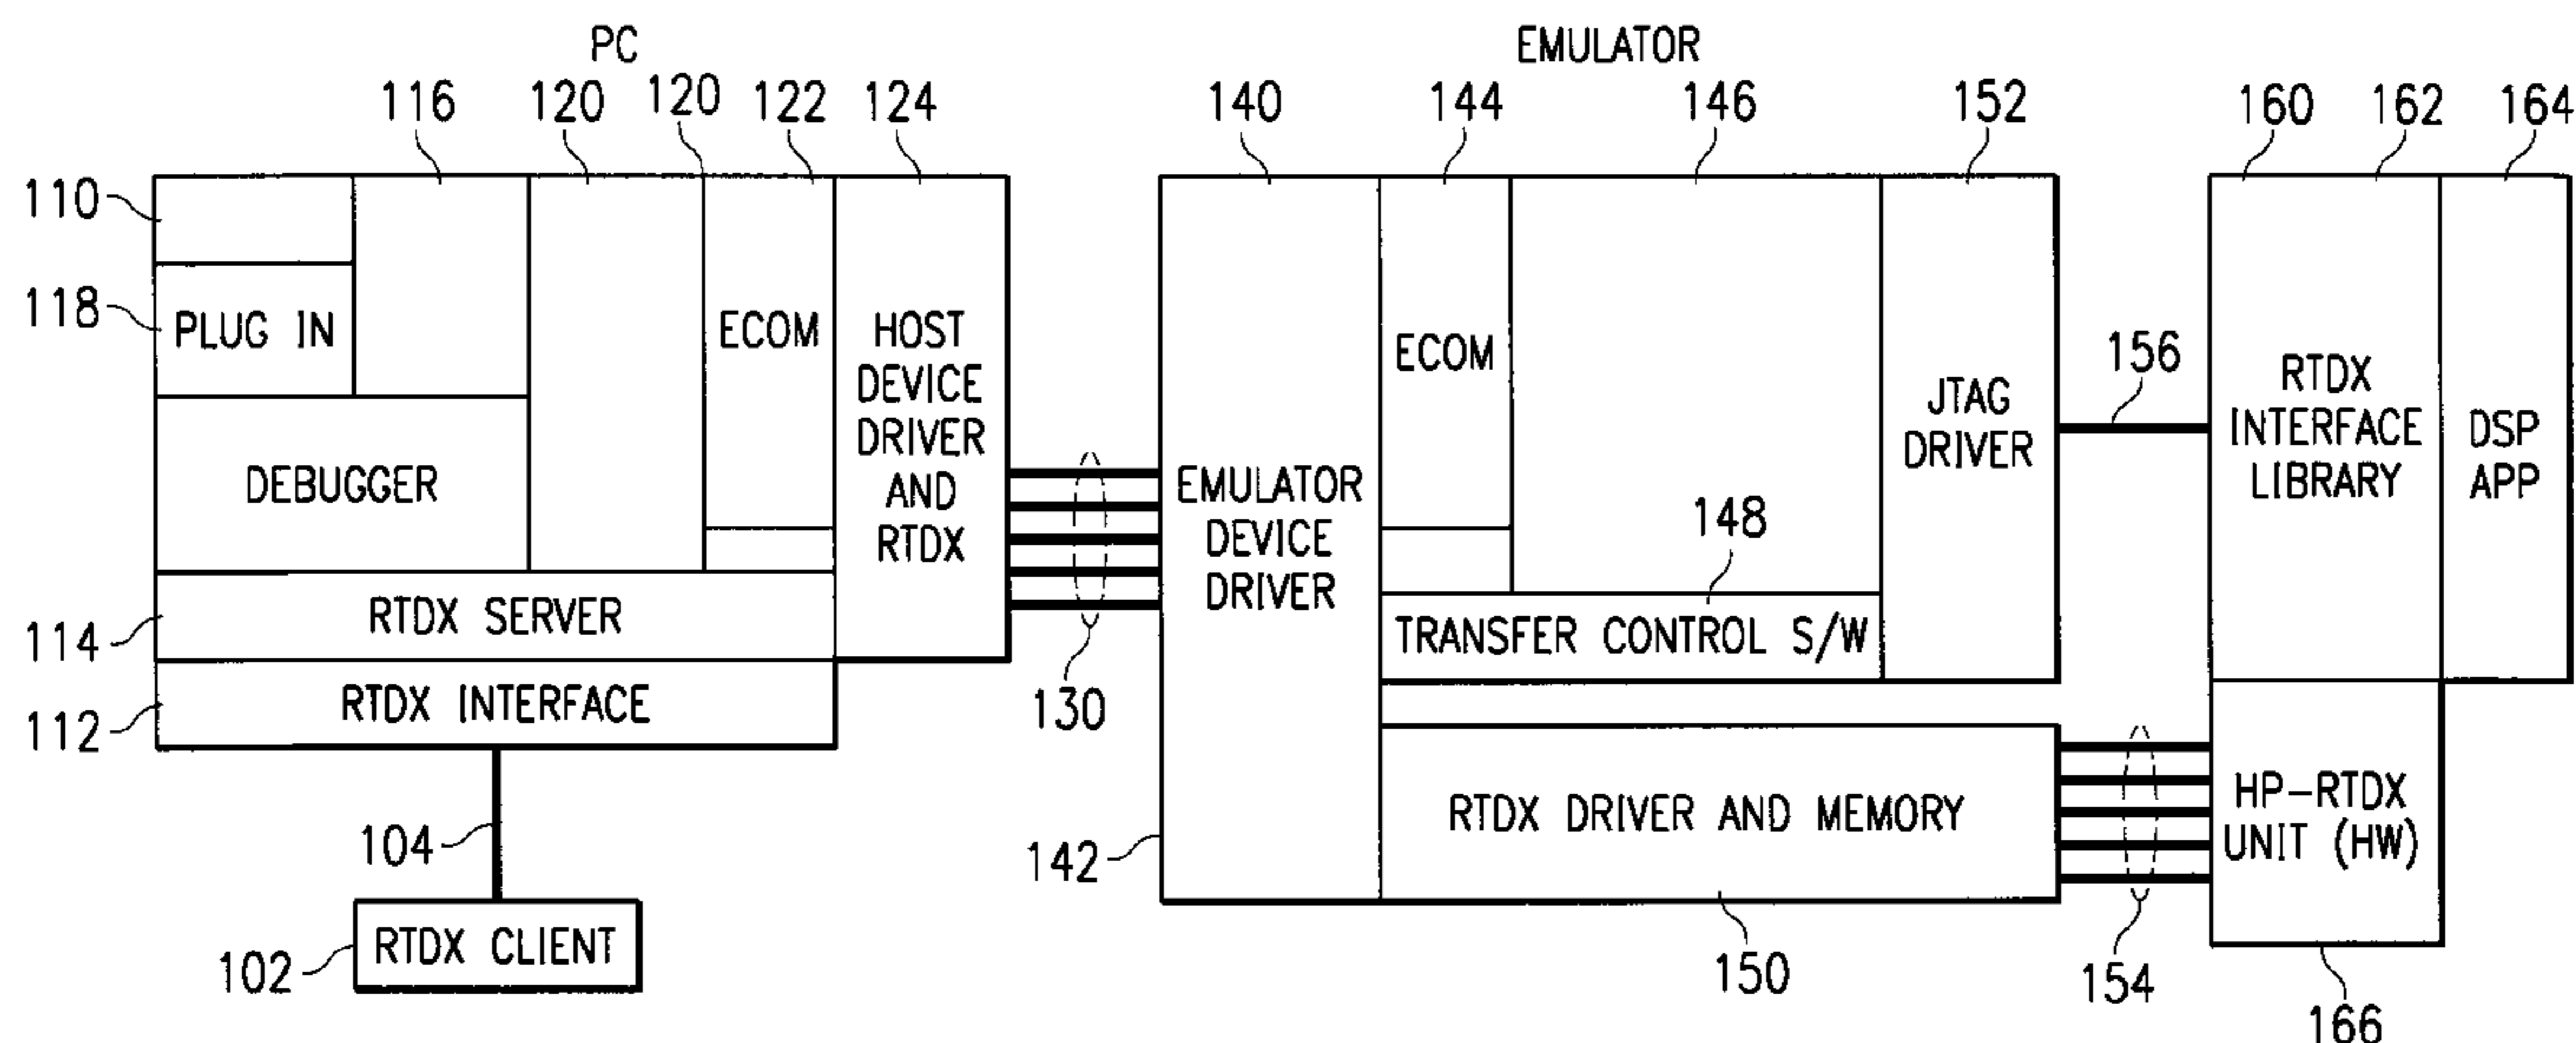 PC
EMULATOR
116
120
120
122
124
140
144
146
152
160
162
164
110
118
PLUG IN
DEBUGGER
ECOM
HOST
DEVICE
DRIVER
AND
RTDX
114
RTDX SERVER
112
RTDX INTERFACE
104
102
RTDX CLIENT
130
EMULATOR
DEVICE
DRIVER
142
ECOM
148
TRANSFER CONTROL S/W
JTAG
DRIVER
RTDX DRIVER AND MEMORY
150
156
154
RTDX
INTERFACE
LIBRARY
DSP
APP
HP-RTDX
UNIT (HW)
166